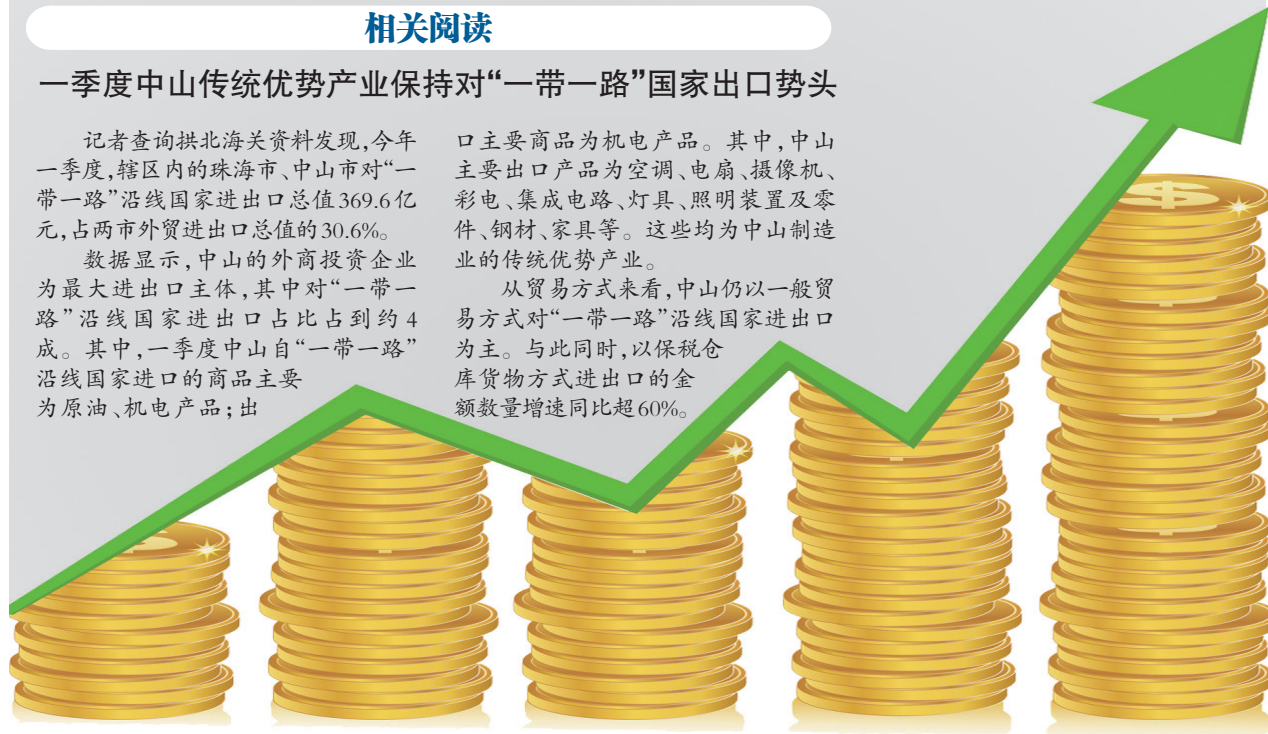 相关阅读
一季度中山传统优势产业保持对“一带一路”国家出口势头
记者查询拱北海关资料发现,今年
一季度,辖区内的珠海市、中山市对“一
带一路”沿线国家进出口总值369.6亿
元,占两市外贸进出口总值的30.6%。
数据显示,中山的外商投资企业
为最大进出口主体,其中对“一带一
路”沿线国家进出口占比占到约4
成。其中,一季度中山自“一带一路”
沿线国家进口的商品主要
为原油、机电产品;出
口主要商品为机电产品。其中,中山
主要出口产品为空调、电扇、摄像机、
彩电、集成电路、灯具、照明装置及零
件、钢材、家具等。这些均为中山制造
业的传统优势产业。
从贸易方式来看,中山仍以一般贸
易方式对“一带一路”沿线国家进出口
为主。与此同时,以保税仓
库货物方式进出口的金
额数量增速同比超60%。